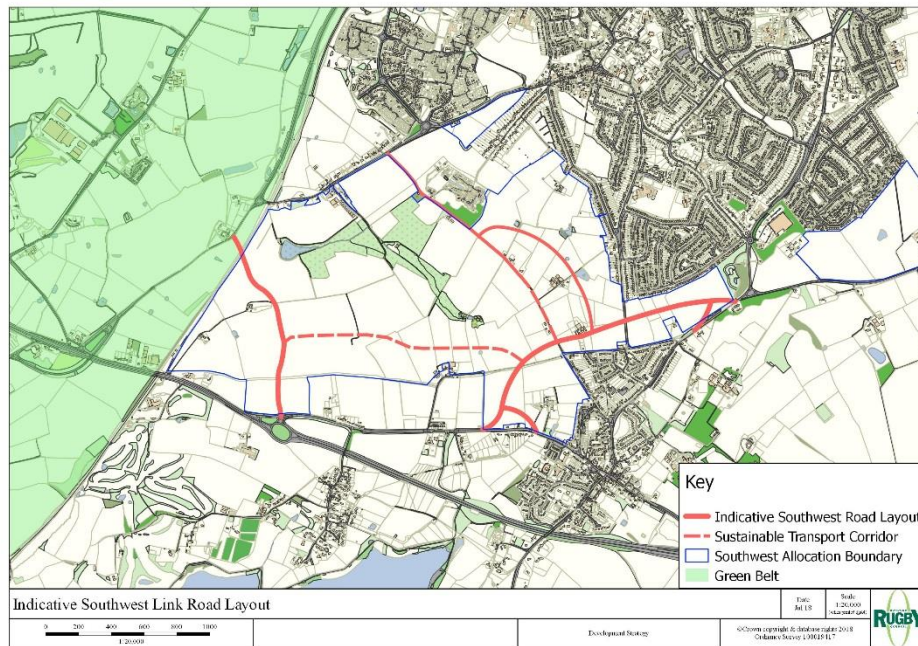 Key
Indicative Southwest Road Layout
Sustainable Transport Corridor
Southwest Allocation Boundary
Green Belt
Indicative Southwest Link Road Layout
Date
Jul 18
Scale
1:20,000
0 200 400 600 800 1000
1:20,000
Development Strategy
©Crown copyright & database rights 2018
Ordnance Survey 100019417
RUGBY